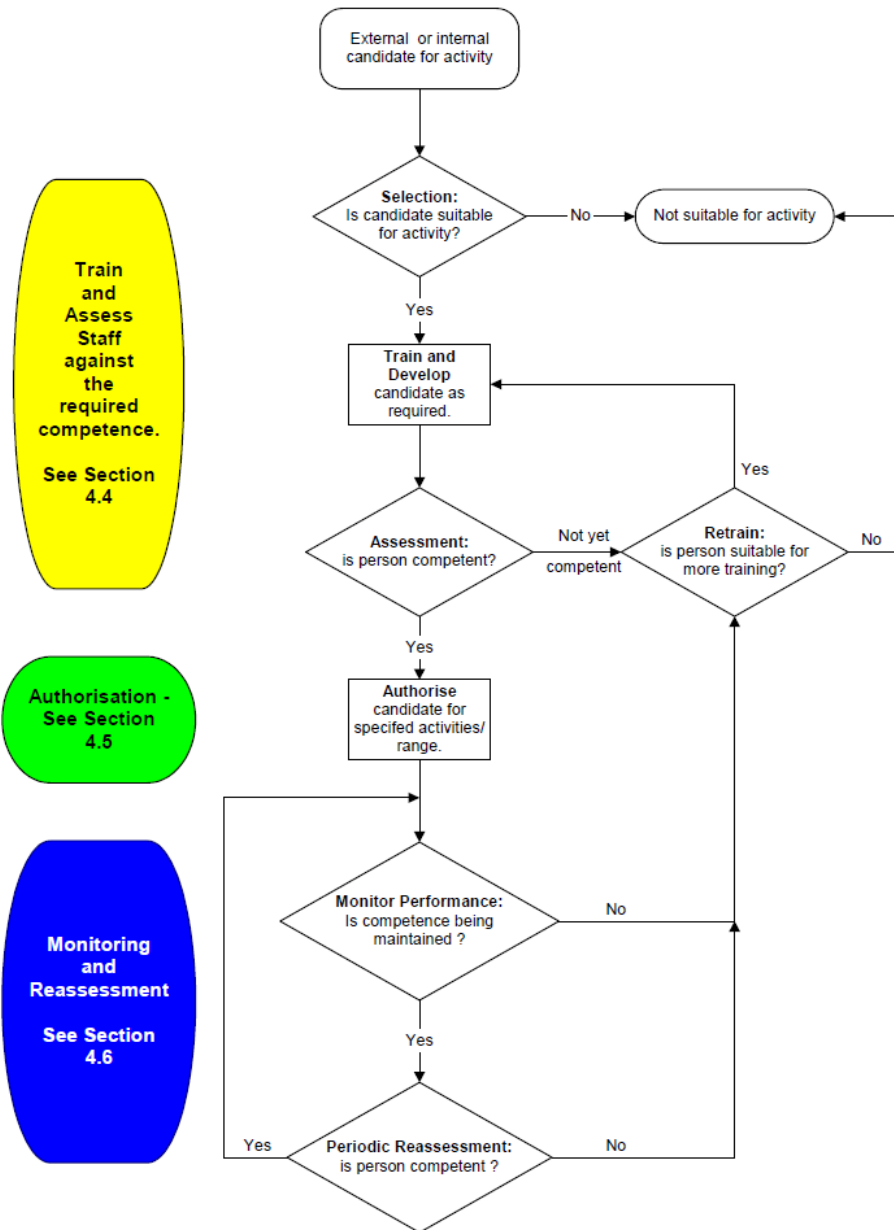 External or internal
candidate for activity
Selection:
Is candidate suitable
for activity?
No
Not suitable for activity
Yes
Train
and
Assess
Staff
against
the
required
competence.
See Section
4.4
Train and
Develop
candidate as
required.
Yes
Assessment:
is person competent?
Not yet
competent
Retrain:
is person suitable for
more training?
No
Yes
Authorisation -
See Section
4.5
Authorise
candidate for
specifed activities/
range.
Monitor Performance:
Is competence being
maintained ?
No
Monitoring
and
Reassessment
See Section
4.6
Yes
Periodic Reassessment:
is person competent ?
Yes
No